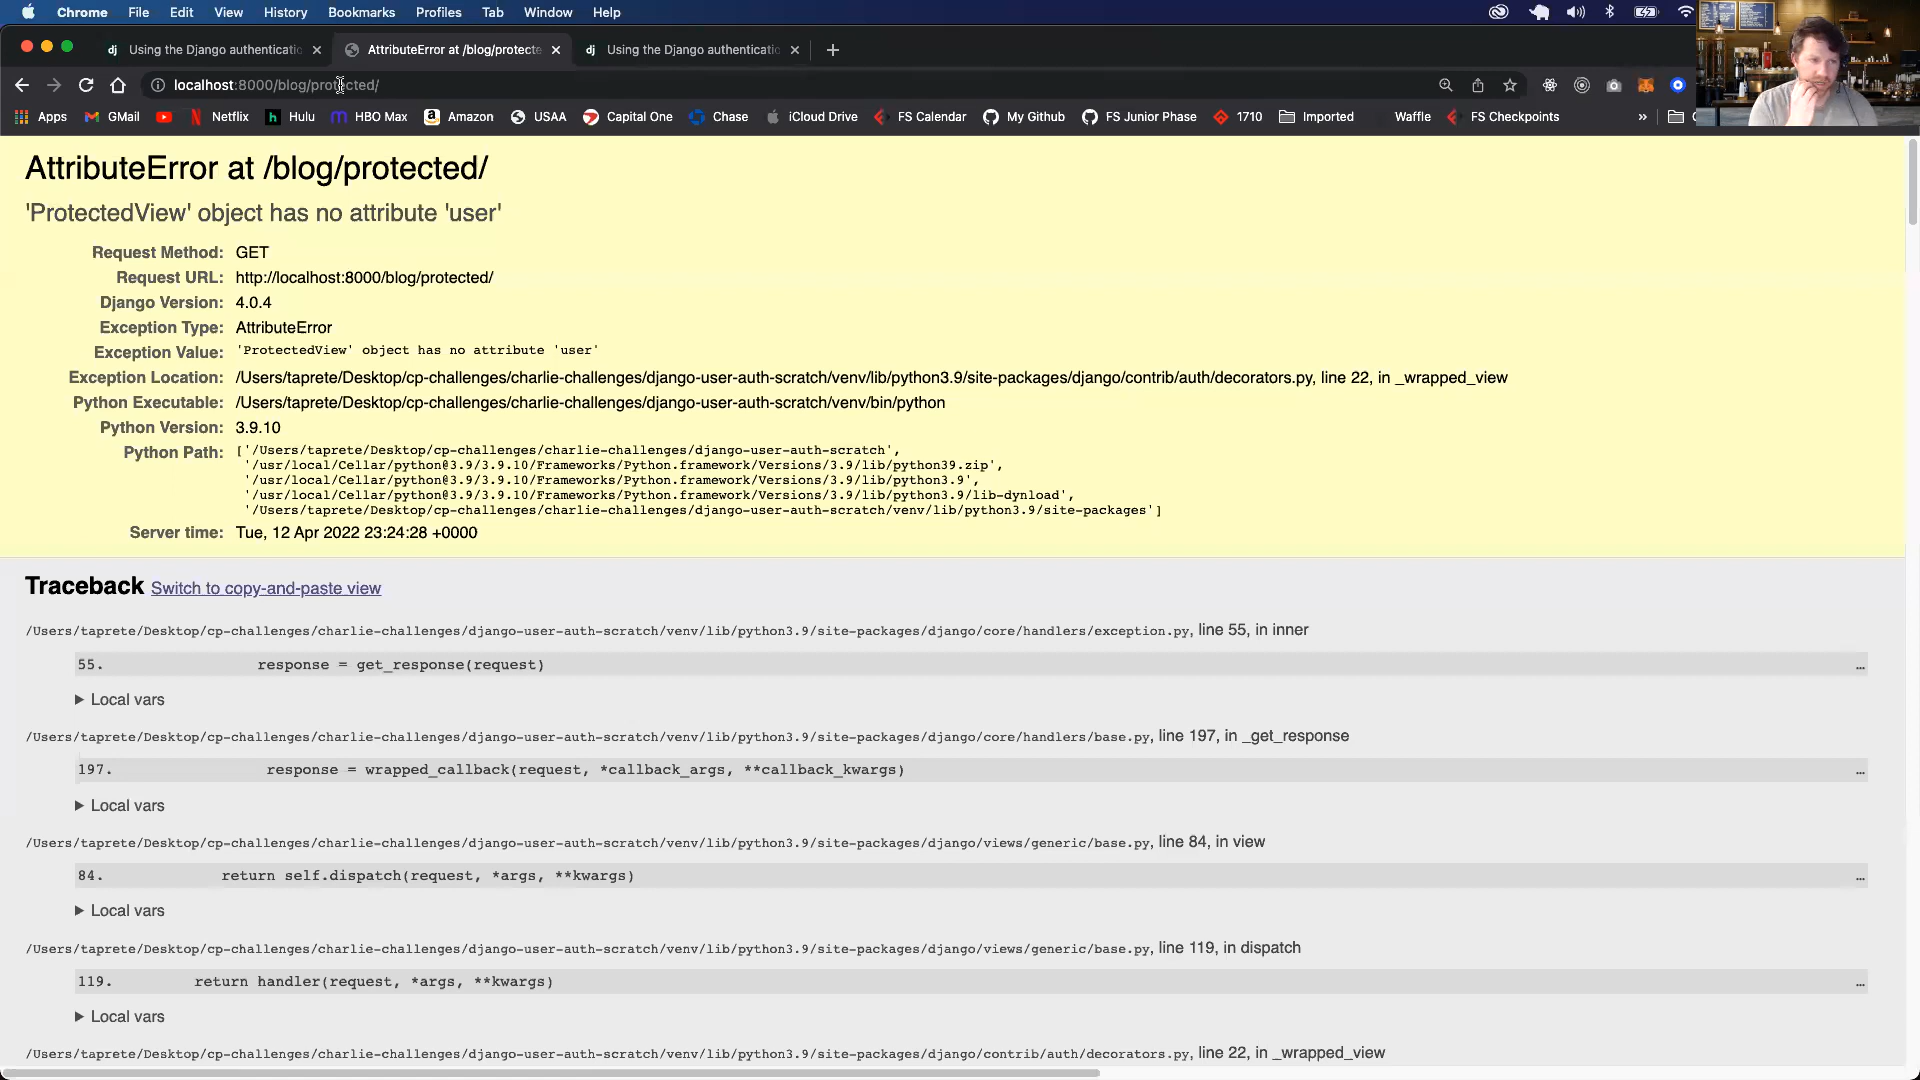 Chrome File Edit View History Bookmarks Profiles Tab Window Help
dj Using the Django authenticatio
AttributeError at /blog/protecte
dj Using the Django authenticatio
localhost:8000/blog/protected/
Apps GMail Netflix h Hulu HBO Max a Amazon USAA Capital One Chase iCloud Drive FS Calendar My Github FS Junior Phase 1710 Imported Waffle FS Checkpoints »
AttributeError at /blog/protected/
'ProtectedView' object has no attribute 'user'
Request Method: GET
Request URL: http://localhost:8000/blog/protected/
Django Version: 4.0.4
Exception Type: AttributeError
Exception Value: 'ProtectedView' object has no attribute 'user'
Exception Location: /Users/taprete/Desktop/cp-challenges/charlie-challenges/django-user-auth-scratch/venv/lib/python3.9/site-packages/django/contrib/auth/decorators.py, line 22, in _wrapped_view
Python Executable: /Users/taprete/Desktop/cp-challenges/charlie-challenges/django-user-auth-scratch/venv/bin/python
Python Version: 3.9.10
Python Path: ['/Users/taprete/Desktop/cp-challenges/charlie-challenges/django-user-auth-scratch',
'/usr/local/Cellar/python@3.9/3.9.10/Frameworks/Python.framework/Versions/3.9/lib/python39.zip',
'/usr/local/Cellar/python@3.9/3.9.10/Frameworks/Python.framework/Versions/3.9/lib/python3.9',
'/usr/local/Cellar/python@3.9/3.9.10/Frameworks/Python.framework/Versions/3.9/lib/python3.9/lib-dynload',
'/Users/taprete/Desktop/cp-challenges/charlie-challenges/django-user-auth-scratch/venv/lib/python3.9/site-packages']
Server time: Tue, 12 Apr 2022 23:24:28 +0000
Traceback Switch to copy-and-paste view
/Users/taprete/Desktop/cp-challenges/charlie-challenges/django-user-auth-scratch/venv/lib/python3.9/site-packages/django/core/handlers/exception.py, line 55, in inner
55. response = get_response(request) …
▶ Local vars
/Users/taprete/Desktop/cp-challenges/charlie-challenges/django-user-auth-scratch/venv/lib/python3.9/site-packages/django/core/handlers/base.py, line 197, in _get_response
197. response = wrapped_callback(request, *callback_args, **callback_kwargs) …
▶ Local vars
/Users/taprete/Desktop/cp-challenges/charlie-challenges/django-user-auth-scratch/venv/lib/python3.9/site-packages/django/views/generic/base.py, line 84, in view
84. return self.dispatch(request, *args, **kwargs) …
▶ Local vars
/Users/taprete/Desktop/cp-challenges/charlie-challenges/django-user-auth-scratch/venv/lib/python3.9/site-packages/django/views/generic/base.py, line 119, in dispatch
119. return handler(request, *args, **kwargs) …
▶ Local vars
/Users/taprete/Desktop/cp-challenges/charlie-challenges/django-user-auth-scratch/venv/lib/python3.9/site-packages/django/contrib/auth/decorators.py, line 22, in _wrapped_view